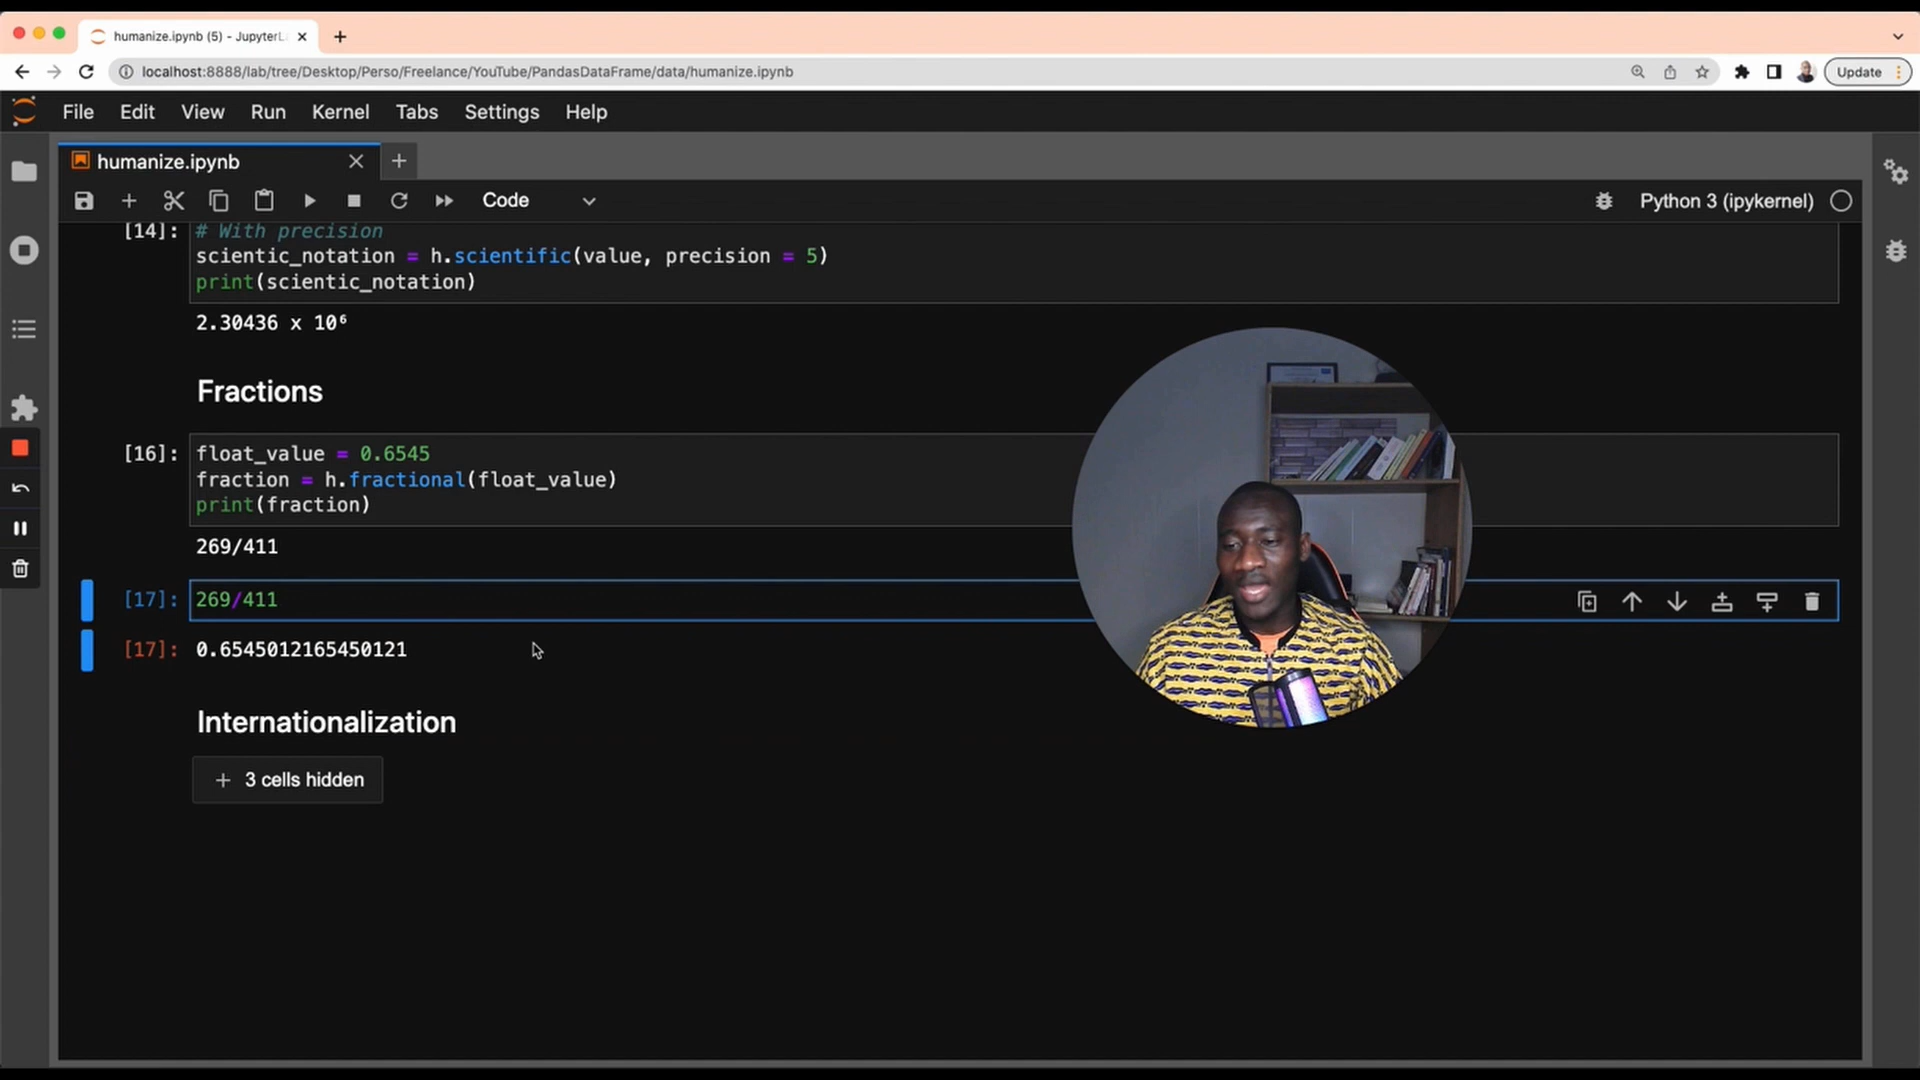 humanize.ipynb (5) - JupyterL
localhost:8888/lab/tree/Desktop/Perso/Freelance/YouTube/PandasDataFrame/data/humanize.ipynb
Update
File Edit View Run Kernel Tabs Settings Help
humanize.ipynb
Code
Python 3 (ipykernel)
[14]: # With precision
scientic_notation = h.scientific(value, precision = 5)
print(scientic_notation)
2.30436 x 10⁶
Fractions
[16]: float_value = 0.6545
fraction = h.fractional(float_value)
print(fraction)
269/411
[17]: 269/411
[17]: 0.6545012165450121
Internationalization
+ 3 cells hidden